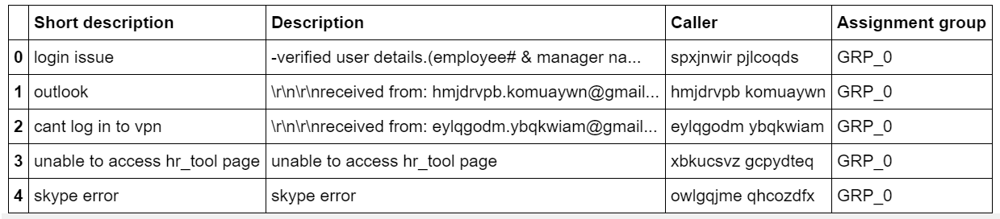 Short description Description Caller Assignment group
0 login issue -verified user details.(employee# & manager na... spxjnwir pjlcoqds GRP_0
1 outlook \r\n\r\nreceived from: hmjdrvpb.komuaywn@gmail... hmjdrvpb komuaywn GRP_0
2 cant log in to vpn \r\n\r\nreceived from: eylqgodm.ybqkwiam@gmail... eylqgodm ybqkwiam GRP_0
3 unable to access hr_tool page unable to access hr_tool page xbkucsvz gcpydteq GRP_0
4 skype error skype error owlgqjme qhcozdfx GRP_0